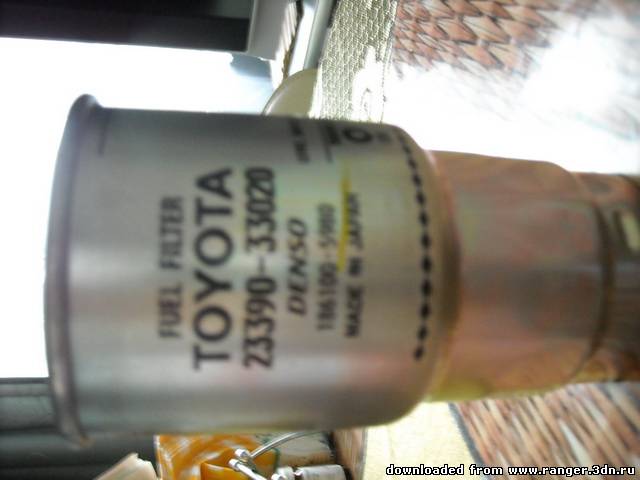 FUEL FILTER
TOYOTA
23390-33020
DENSO
186100-5980
MADE IN JAPAN
downloaded from www.ranger.3dn.ru